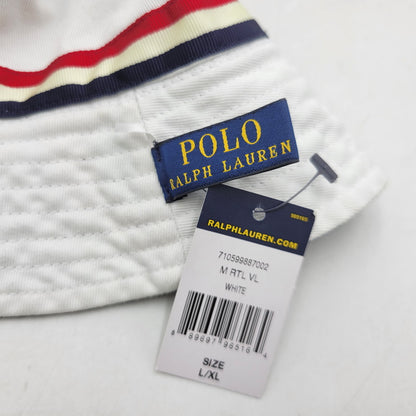 POLO
RALPH LAUREN
RALPHLAUREN.COM
710599887002
M RTL VL
WHITE
SIZE
L/XL